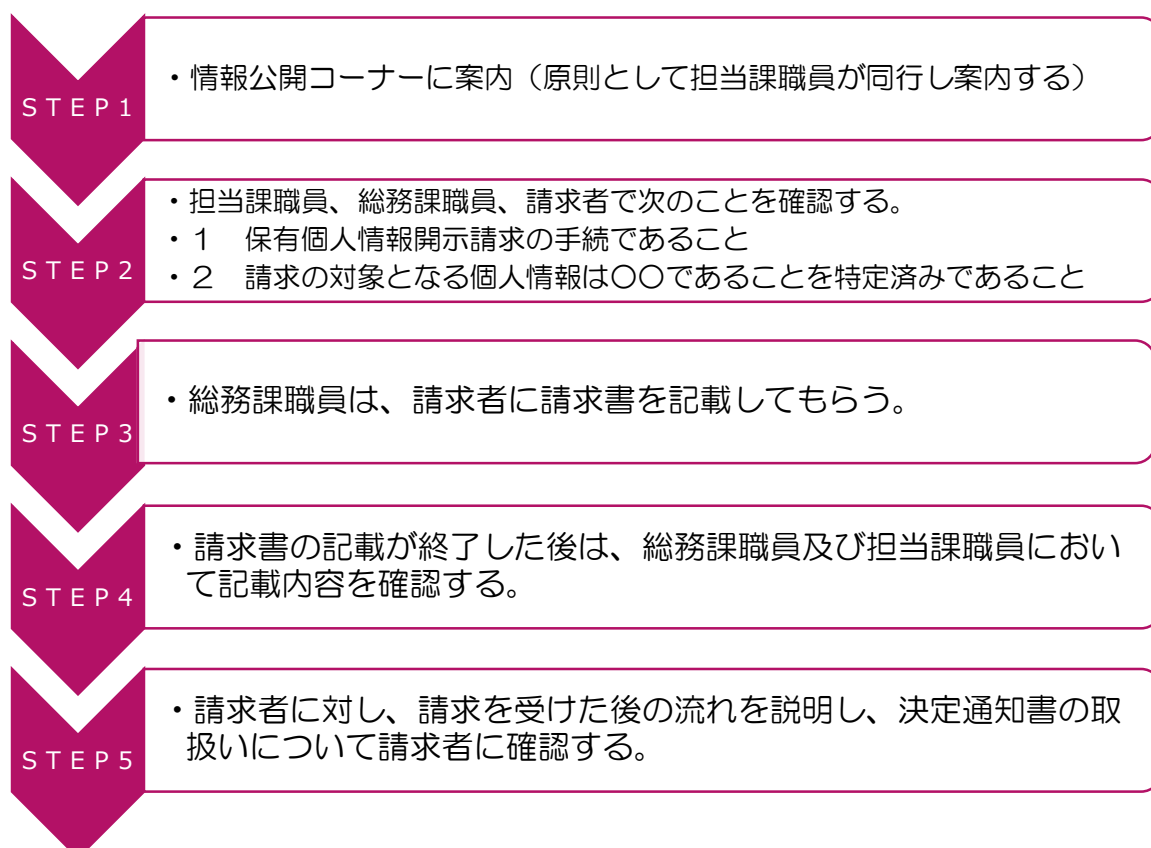 STEP1
・情報公開コーナーに案内（原則として担当課職員が同行し案内する）
STEP2
・担当課職員、総務課職員、請求者で次のことを確認する。
・１　保有個人情報開示請求の手続であること
・２　請求の対象となる個人情報は〇〇であることを特定済みであること
STEP3
・総務課職員は、請求者に請求書を記載してもらう。
STEP4
・請求書の記載が終了した後は、総務課職員及び担当課職員におい
て記載内容を確認する。
STEP5
・請求者に対し、請求を受けた後の流れを説明し、決定通知書の取
扱いについて請求者に確認する。